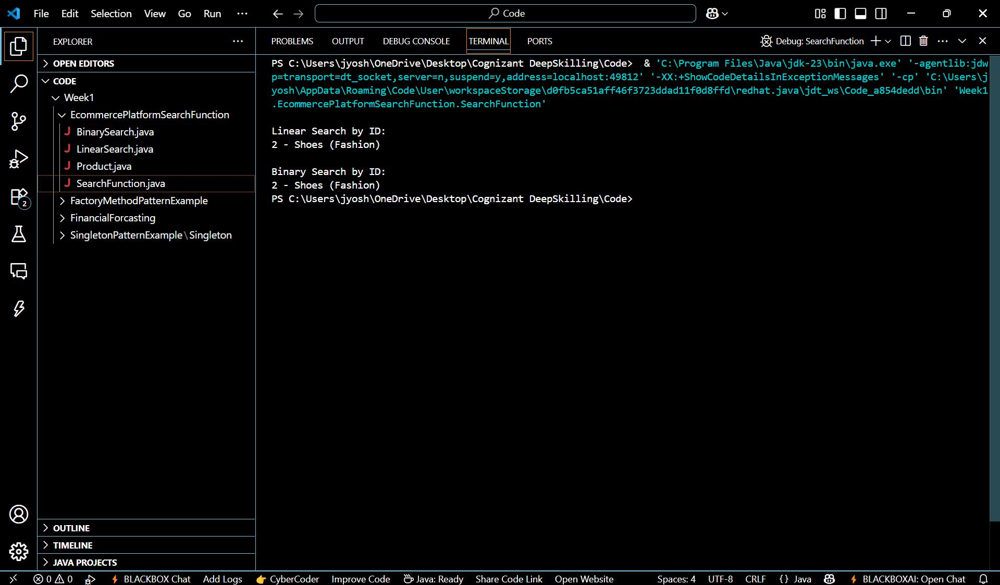 File Edit Selection View Go Run ··· Code
EXPLORER ···
PROBLEMS OUTPUT DEBUG CONSOLE TERMINAL PORTS Debug: SearchFunction ···
OPEN EDITORS
CODE
Week1
EcommercePlatformSearchFunction
J BinarySearch.java
J LinearSearch.java
J Product.java
J SearchFunction.java
FactoryMethodPatternExample
FinancialForcasting
SingletonPatternExample\Singleton
2
OUTLINE
TIMELINE
JAVA PROJECTS
PS C:\Users\jyosh\OneDrive\Desktop\Cognizant DeepSkilling\Code>  & 'C:\Program Files\Java\jdk-23\bin\java.exe' '-agentlib:jdw
p=transport=dt_socket,server=n,suspend=y,address=localhost:49812' '-XX:+ShowCodeDetailsInExceptionMessages' '-cp' 'C:\Users\j
yosh\AppData\Roaming\Code\User\workspaceStorage\d0fb5ca51aff46f3723ddad11f0d8ffd\redhat.java\jdt_ws\Code_a854dedd\bin' 'Week1
.EcommercePlatformSearchFunction.SearchFunction'
Linear Search by ID:
2 - Shoes (Fashion)
Binary Search by ID:
2 - Shoes (Fashion)
PS C:\Users\jyosh\OneDrive\Desktop\Cognizant DeepSkilling\Code>
0 0 BLACKBOX Chat Add Logs CyberCoder Improve Code Java: Ready Share Code Link Open Website Spaces: 4 UTF-8 CRLF {} Java BLACKBOXAI: Open Chat